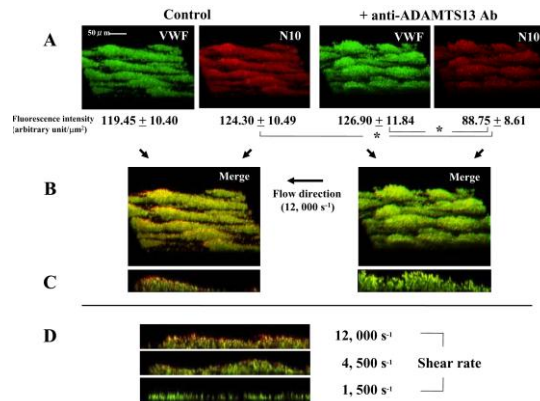 Control
+ anti-ADAMTS13 Ab
A
50 μm
VWF
N10
VWF
N10
Fluorescence intensity
(arbitrary unit/μm²)
119.45 ± 10.40
124.30 ± 10.49
126.90 ± 11.84
88.75 ± 8.61
*
*
B
Merge
Flow direction
(12, 000 s⁻¹)
Merge
C
D
12, 000 s⁻¹
4, 500 s⁻¹
Shear rate
1, 500 s⁻¹